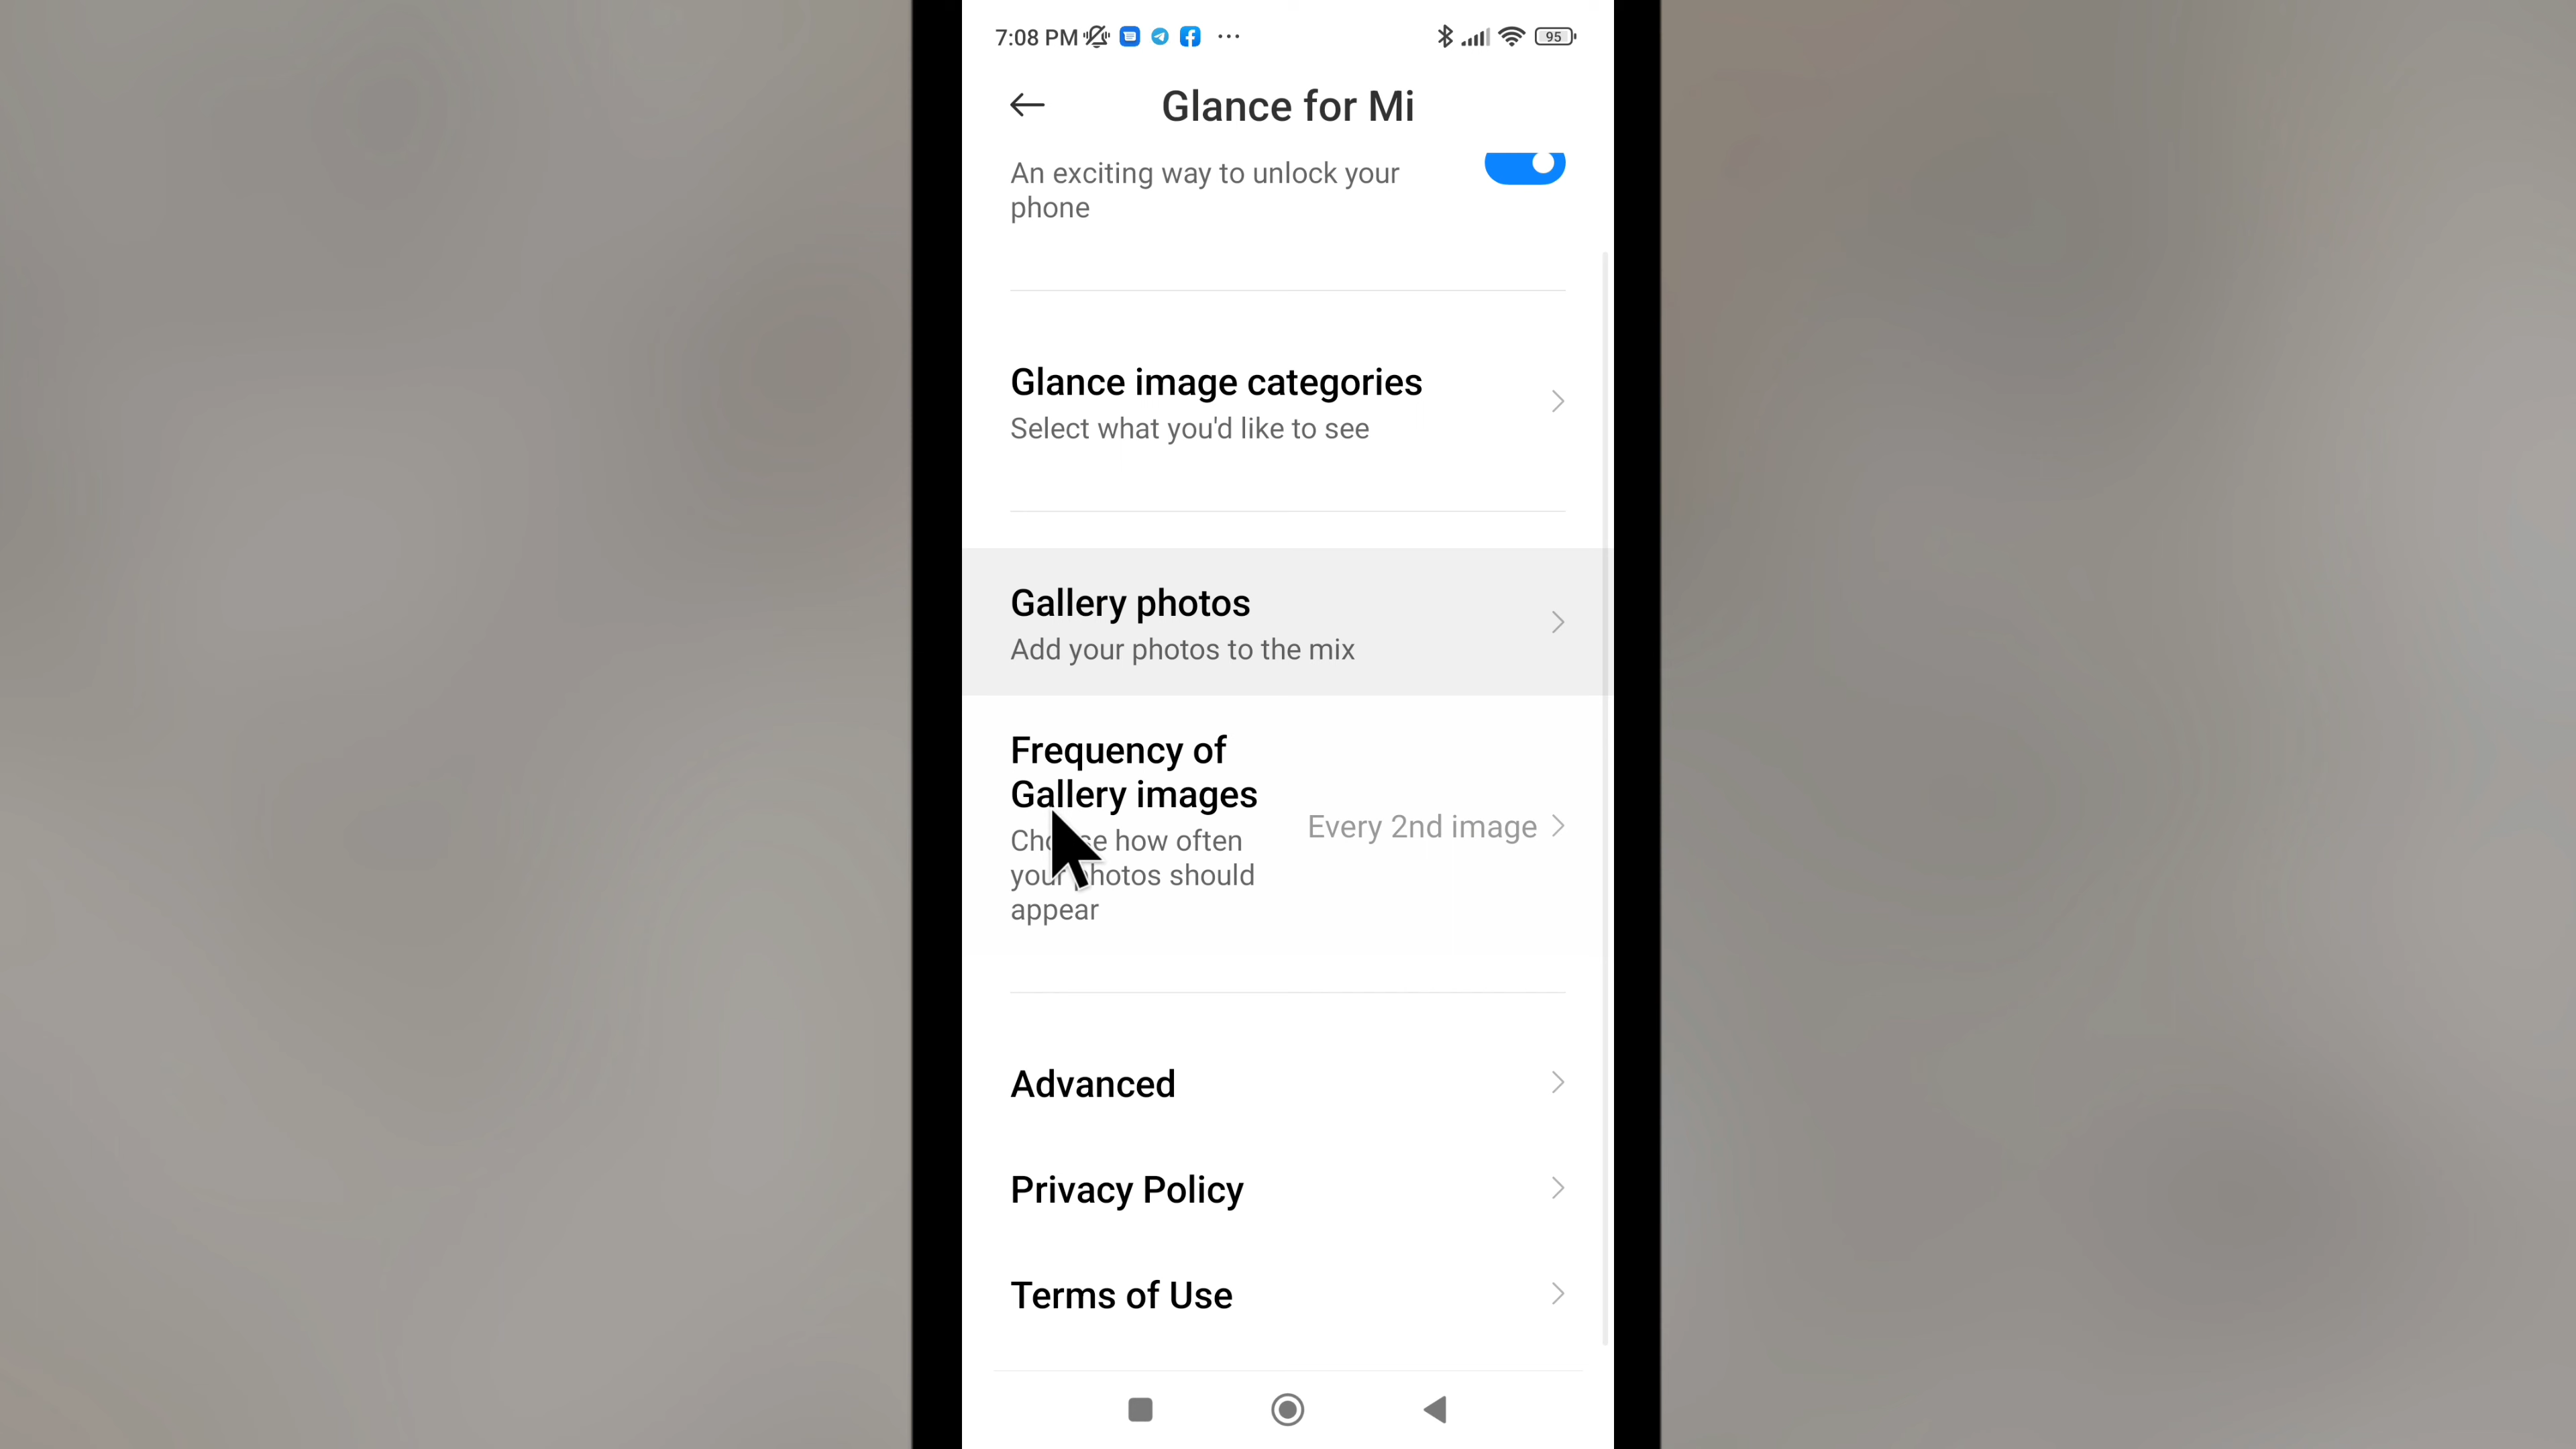 7:08 PM
95
Glance for Mi
An exciting way to unlock your
phone
Glance image categories
Select what you'd like to see
Gallery photos
Add your photos to the mix
Frequency of
Gallery images
Every 2nd image
how often
your photos should
appear
Advanced
Privacy Policy
Terms of Use